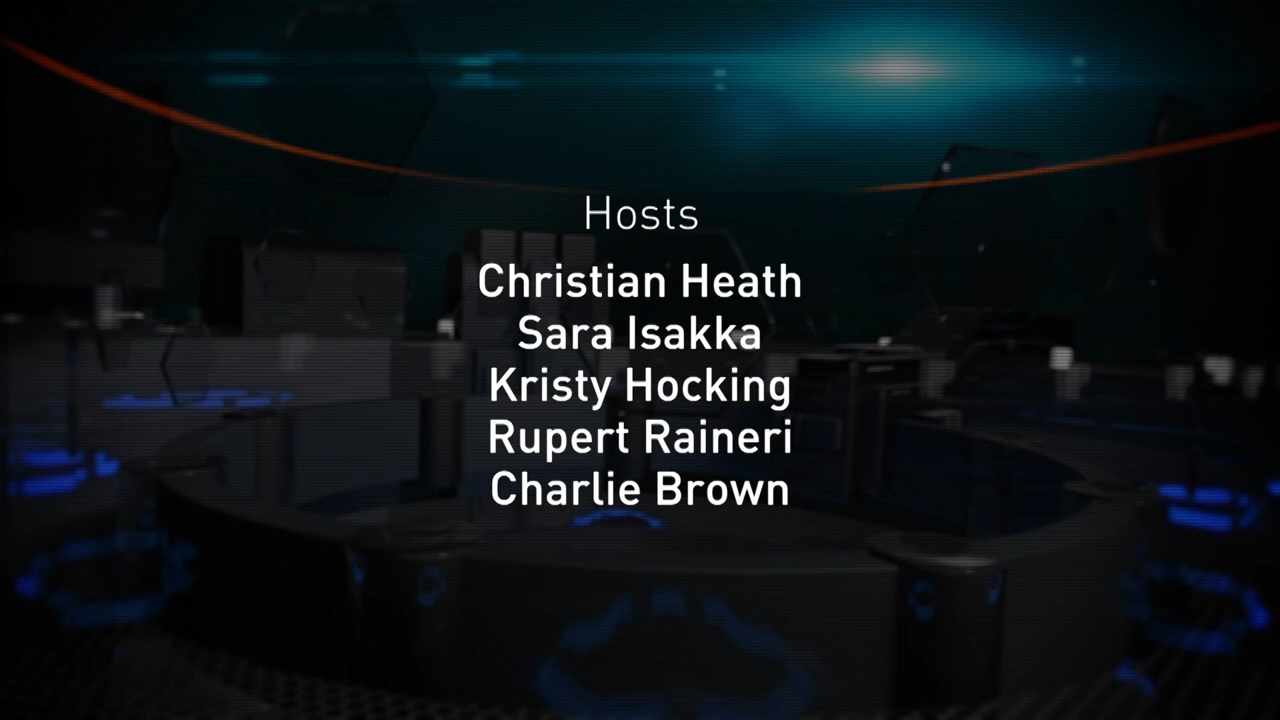 Hosts
Christian Heath
Sara Isakka
Kristy Hocking
Rupert Raineri
Charlie Brown